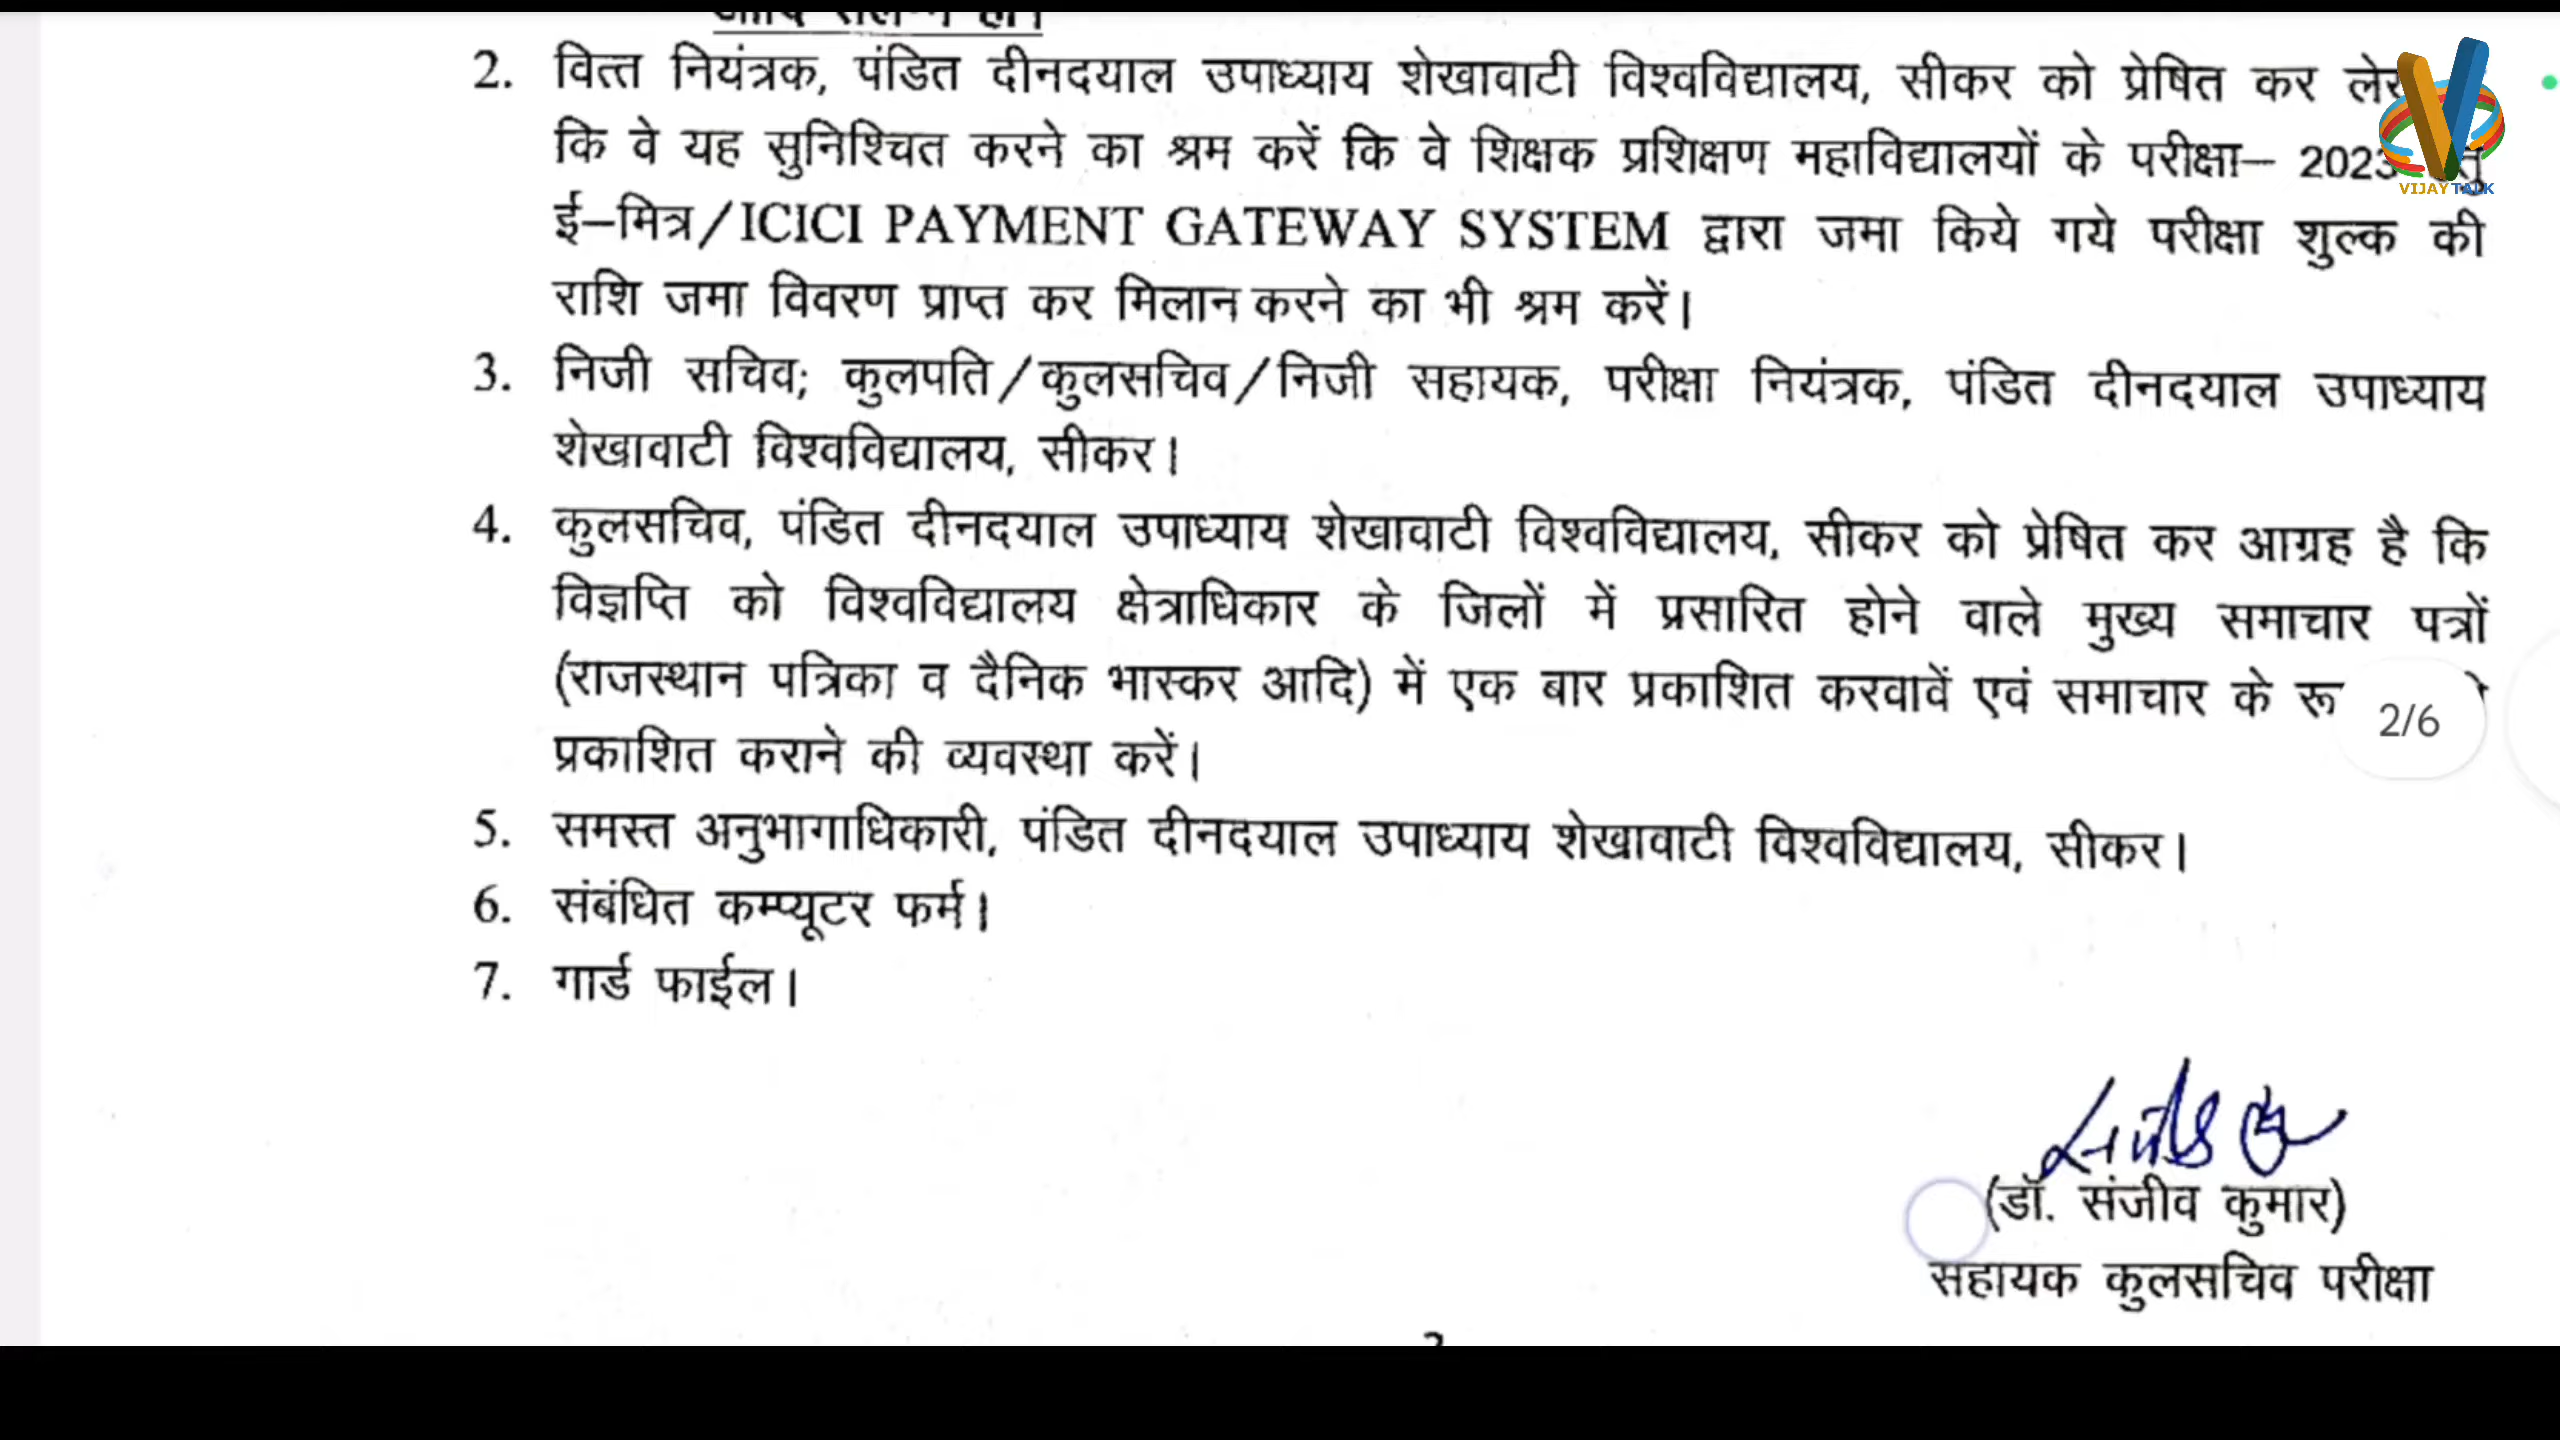 2. वित्त नियंत्रक, पंडित दीनदयाल उपाध्याय शेखावाटी विश्वविद्यालय, सीकर को प्रेषित कर
कि वे यह सुनिश्चित करने का श्रम करें कि वे शिक्षक प्रशिक्षण महाविद्यालयों के परीक्षा– 2023
ई–मित्र/ICICI PAYMENT GATEWAY SYSTEM द्वारा जमा किये गये परीक्षा शुल्क की
राशि जमा विवरण प्राप्त कर मिलान करने का भी श्रम करें।
3. निजी सचिव; कुलपति/कुलसचिव/निजी सहायक, परीक्षा नियंत्रक, पंडित दीनदयाल उपाध्याय
शेखावाटी विश्वविद्यालय, सीकर।
4. कुलसचिव, पंडित दीनदयाल उपाध्याय शेखावाटी विश्वविद्यालय, सीकर को प्रेषित कर आग्रह है कि
विज्ञप्ति को विश्वविद्यालय क्षेत्राधिकार के जिलों में प्रसारित होने वाले मुख्य समाचार पत्रों
(राजस्थान पत्रिका व दैनिक भास्कर आदि) में एक बार प्रकाशित करवावें एवं समाचार के
प्रकाशित कराने की व्यवस्था करें।
5. समस्त अनुभागाधिकारी, पंडित दीनदयाल उपाध्याय शेखावाटी विश्वविद्यालय, सीकर।
6. संबंधित कम्प्यूटर फर्म।
7. गार्ड फाईल।
(डॉ. संजीव कुमार)
सहायक कुलसचिव परीक्षा
VIJAY TALK
2/6